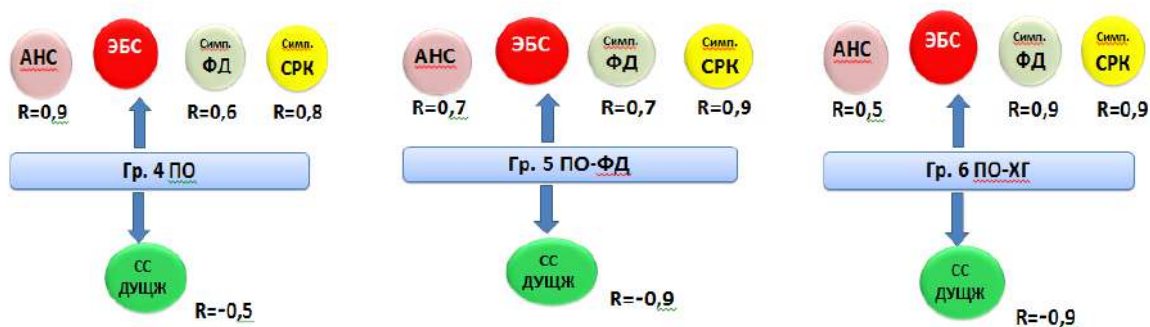 АНС
ЭБС
Симп.
ФД
Симп.
СРК
R=0,9
R=0,6
R=0,8
Гр. 4 ПО
СС
ДУЩЖ
R=-0,5
АНС
ЭБС
Симп.
ФД
Симп.
СРК
R=0,7
R=0,7
R=0,9
Гр. 5 ПО-ФД
СС
ДУЩЖ
R=-0,9
АНС
ЭБС
Симп.
ФД
Симп.
СРК
R=0,5
R=0,9
R=0,9
Гр. 6 ПО-ХГ
СС
ДУЩЖ
R=-0,9